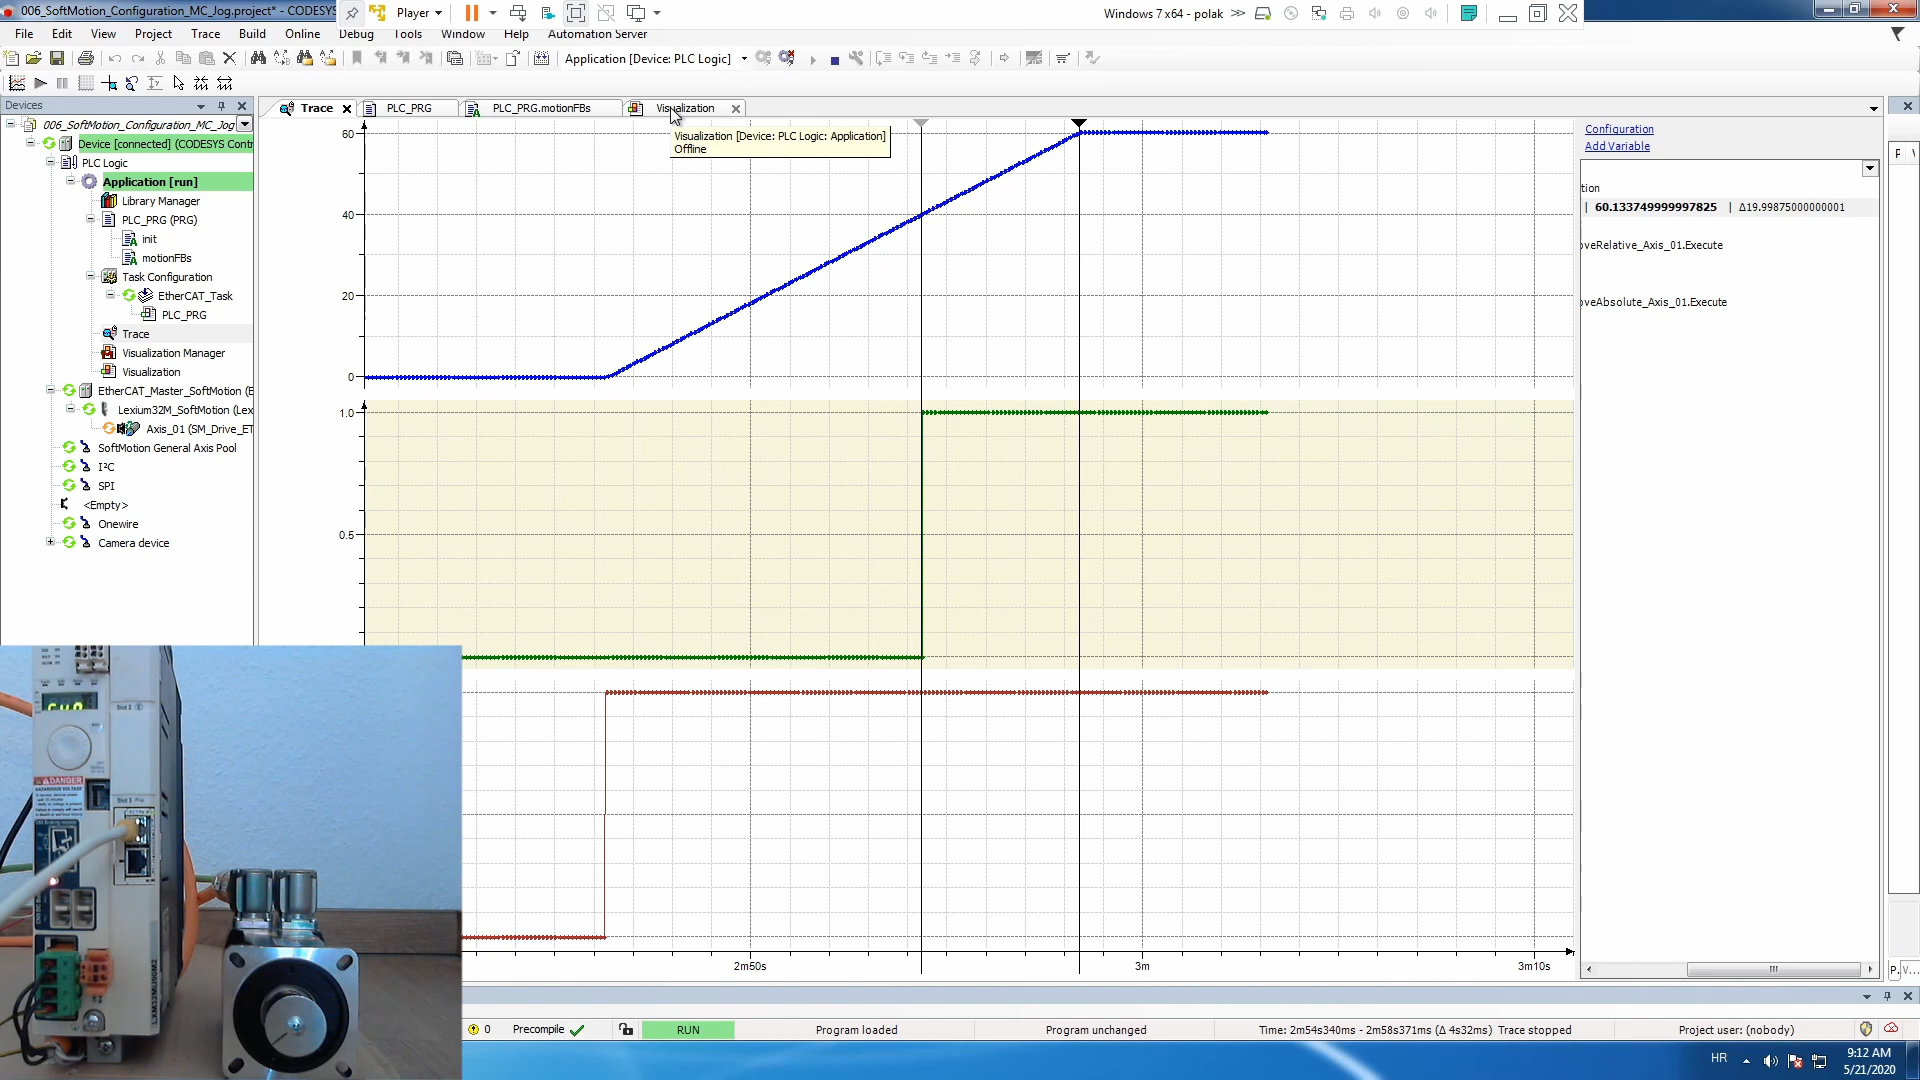 006_SoftMotion_Configuration_MC_Jog.project* - CODESYS
Player
Windows 7 x64 - polak
File Edit View Project Trace Build Online Debug Tools Window Help Automation Server
Application [Device: PLC Logic]
Devices
Trace
PLC_PRG
PLC_PRG.motionFBs
Visualization
Visualization [Device: PLC Logic: Application]
Offline
006_SoftMotion_Configuration_MC_Jog
Device [connected] (CODESYS Contr
PLC Logic
Application [run]
Library Manager
PLC_PRG (PRG)
init
motionFBs
Task Configuration
EtherCAT_Task
PLC_PRG
Trace
Visualization Manager
Visualization
EtherCAT_Master_SoftMotion (E
Lexium32M_SoftMotion (Lex
Axis_01 (SM_Drive_ET
SoftMotion General Axis Pool
I²C
SPI
<Empty>
Onewire
Camera device
60
40
20
0
1.0
0.5
2m50s
3m
3m10s
Configuration
Add Variable
tion
| 60.133749999997825 | Δ19.99875000000001
oveRelative_Axis_01.Execute
oveAbsolute_Axis_01.Execute
DANGER
LXM32MU90M2
0
Precompile
RUN
Program loaded
Program unchanged
Time: 2m54s340ms - 2m58s371ms (Δ 4s32ms) Trace stopped
Project user: (nobody)
HR
9:12 AM
5/21/2020